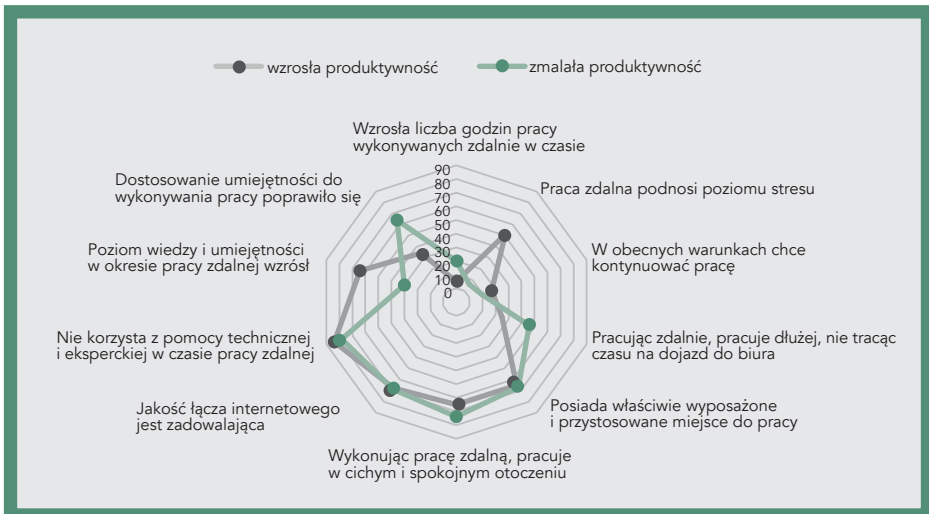 wzrosła produktywność
zmalała produktywność
Wzrosła liczba godzin pracy
wykonywanych zdalnie w czasie
Praca zdalna podnosi poziomu stresu
W obecnych warunkach chce
kontynuować pracę
Pracując zdalnie, pracuje dłużej, nie tracąc
czasu na dojazd do biura
Posiada właściwie wyposażone
i przystosowane miejsce do pracy
Wykonując pracę zdalną, pracuje
w cichym i spokojnym otoczeniu
Jakość łącza internetowego
jest zadowalająca
Nie korzysta z pomocy technicznej
i eksperckiej w czasie pracy zdalnej
Poziom wiedzy i umiejętności
w okresie pracy zdalnej wzrósł
Dostosowanie umiejętności do
wykonywania pracy poprawiło się
90
80
70
60
50
40
30
20
10
0